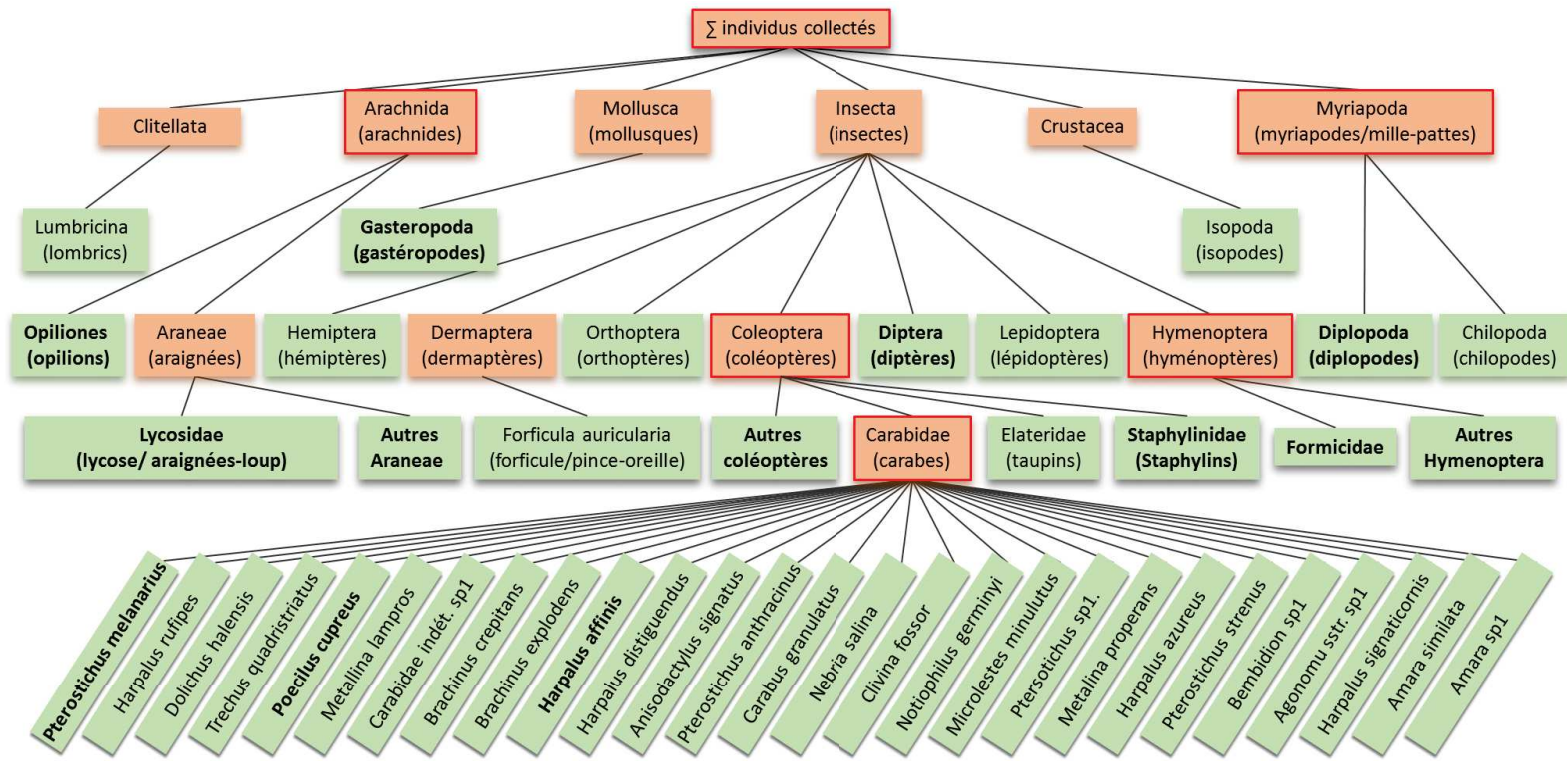 ∑ individus collectés
Clitellata
Arachnida
(arachnides)
Mollusca
(mollusques)
Insecta
(insectes)
Crustacea
Myriapoda
(myriapodes/mille-pattes)
Lumbricina
(lombrics)
Gasteropoda
(gastéropodes)
Isopoda
(isopodes)
Opiliones
(opilions)
Araneae
(araignées)
Hemiptera
(hémiptères)
Dermaptera
(dermaptères)
Orthoptera
(orthoptères)
Coleoptera
(coléoptères)
Diptera
(diptères)
Lepidoptera
(lépidoptères)
Hymenoptera
(hyménoptères)
Diplopoda
(diplopodes)
Chilopoda
(chilopodes)
Lycosidae
(lycose/ araignées-loup)
Autres
Araneae
Forficula auricularia
(forficule/pince-oreille)
Autres
coléoptères
Carabidae
(carabes)
Elateridae
(taupins)
Staphylinidae
(Staphylins)
Formicidae
Autres
Hymenoptera
Pterostichus melanarius
Harpalus rufipes
Dolichus halensis
Trechus quadristriatus
Poecilus cupreus
Metallina lampros
Carabidae indét. sp1
Brachinus crepitans
Brachinus explodens
Harpalus affinis
Harpalus distiguendus
Anisodactylus signatus
Pterostichus anthracinus
Carabus granulatus
Nebria salina
Clivina fossor
Notiophilus germinyi
Microlestes minulutus
Ptersotichus sp1.
Metalina properans
Harpalus azureus
Pterostichus strenus
Bembidion sp1
Agonomu sstr. sp1
Harpalus signaticornis
Amara similata
Amara sp1